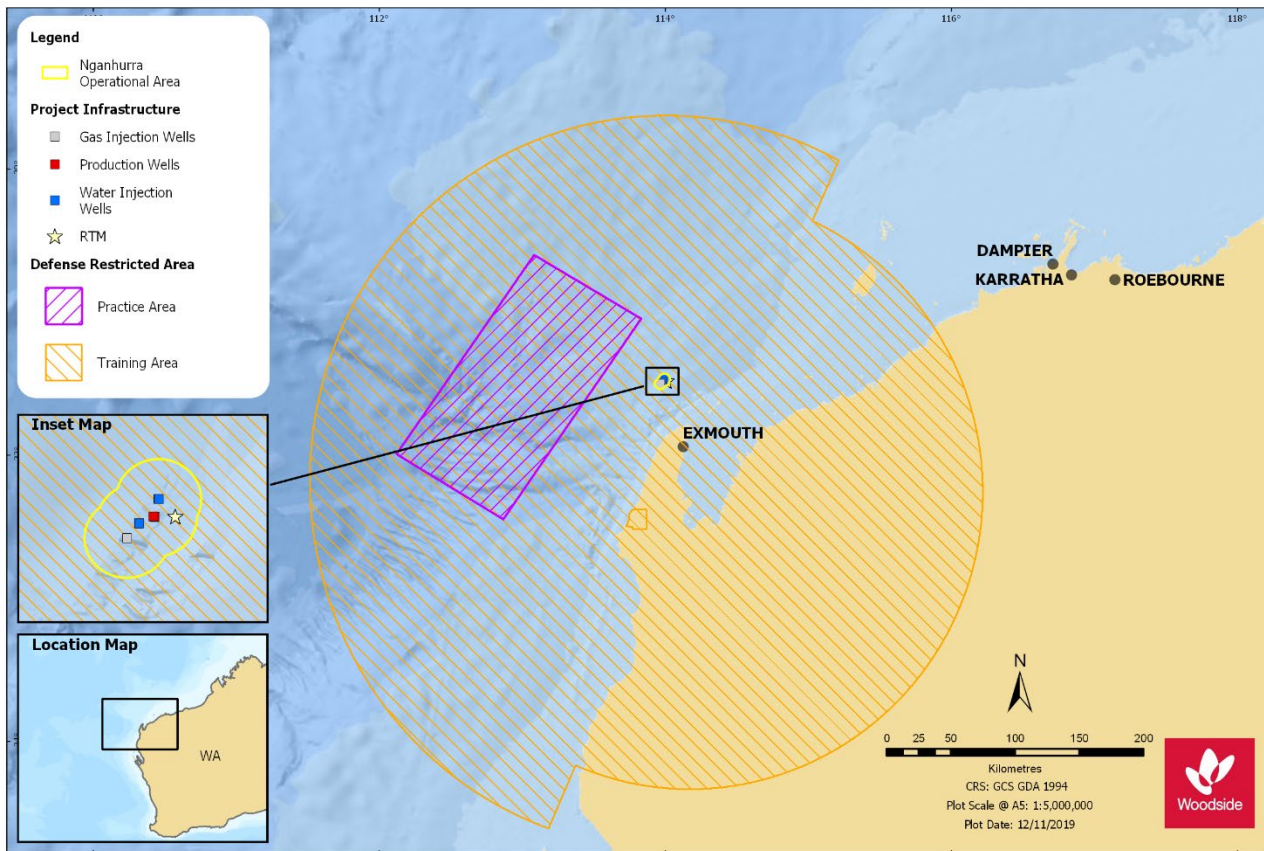 112°
114°
116°
118°
Legend
Nganhurra
Operational Area
Project Infrastructure
Gas Injection Wells
Production Wells
Water Injection
Wells
RTM
Defense Restricted Area
Practice Area
Training Area
DAMPIER
KARRATHA
ROEBOURNE
EXMOUTH
Inset Map
Location Map
WA
N
0 25 50 100 150 200
Kilometres
CRS: GCS GDA 1994
Plot Scale @ A5: 1:5,000,000
Plot Date: 12/11/2019
Woodside